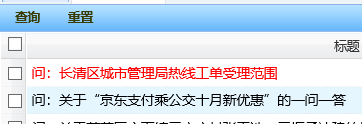 查询 重置
标题
问：长清区城市管理局热线工单受理范围
问：关于“京东支付乘公交十月新优惠”的一问一答